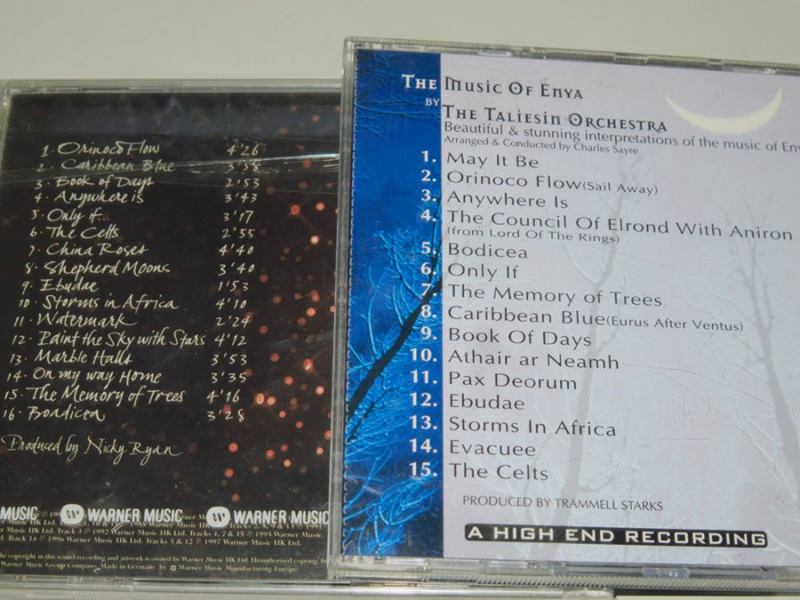 1 · Orinoco Flow 4'26
2 · Caribbean Blue 3'58
3 · Book of Days 2'53
4 · Anywhere is 3'43
5 · Only if... 3'17
6 · The Celts 2'55
7 · China Roses 4'40
8 · Shepherd Moons 3'40
9 · Ebudae 1'53
10 · Storms in Africa 4'10
11 · Watermark 2'24
12 · Paint the Sky with Stars 4'12
13 · Marble Halls 3'53
14 · On my way Home 3'35
15 · The Memory of Trees 4'16
16 · Boadicea 3'28
Produced by Nicky Ryan
MUSIC WARNER MUSIC WARNER MUSIC
The Music Of Enya
by
The Taliesin Orchestra
Beautiful & stunning interpretations of the music of
Arranged & Conducted by Charles Sayre
1. May It Be
2. Orinoco Flow (Sail Away)
3. Anywhere Is
4. The Council Of Elrond With Aniron
(from Lord Of The Rings)
5. Bodicea
6. Only If
7. The Memory of Trees
8. Caribbean Blue (Eurus After Ventus)
9. Book Of Days
10. Athair ar Neamh
11. Pax Deorum
12. Ebudae
13. Storms In Africa
14. Evacuee
15. The Celts
PRODUCED BY TRAMMELL STARKS
A HIGH END RECORDING